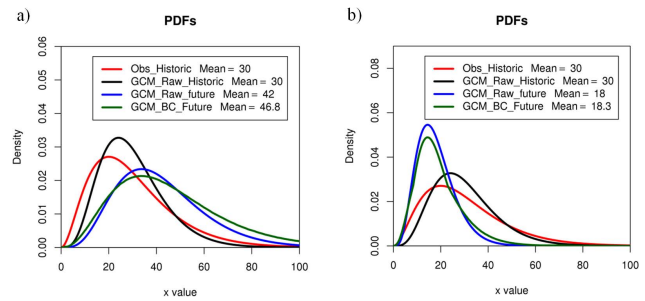 a)
PDFs
Obs_Historic Mean = 30
GCM_Raw_Historic Mean = 30
GCM_Raw_future Mean = 42
GCM_BC_Future Mean = 46.8
Density
0.00 0.01 0.02 0.03 0.04 0.05 0.06
0 20 40 60 80 100
x value
b)
PDFs
Obs_Historic Mean = 30
GCM_Raw_Historic Mean = 30
GCM_Raw_future Mean = 18
GCM_BC_Future Mean = 18.3
Density
0.00 0.02 0.04 0.06 0.08
0 20 40 60 80 100
x value